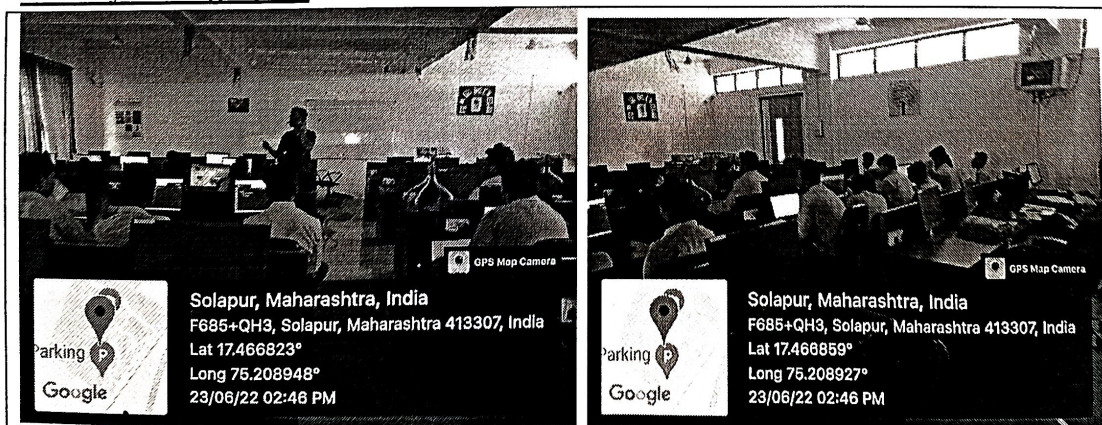 GPS Map Camera
Solapur, Maharashtra, India
F685+QH3, Solapur, Maharashtra 413307, India
Lat 17.466823°
Long 75.208948°
23/06/22 02:46 PM
Parking
P
Google
GPS Map Camera
Solapur, Maharashtra, India
F685+QH3, Solapur, Maharashtra 413307, India
Lat 17.466859°
Long 75.208927°
23/06/22 02:46 PM
Parking
P
Google